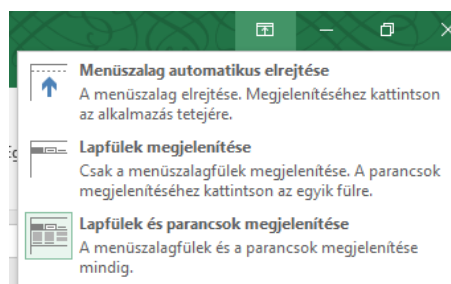 Menüszalag automatikus elrejtése
A menüszalag elrejtése. Megjelenítéséhez kattintson
az alkalmazás tetejére.
Lapfülek megjelenítése
Csak a menüszalagfülek megjelenítése. A parancsok
megjelenítéséhez kattintson az egyik fülre.
Lapfülek és parancsok megjelenítése
A menüszalagfülek és a parancsok megjelenítése
mindig.